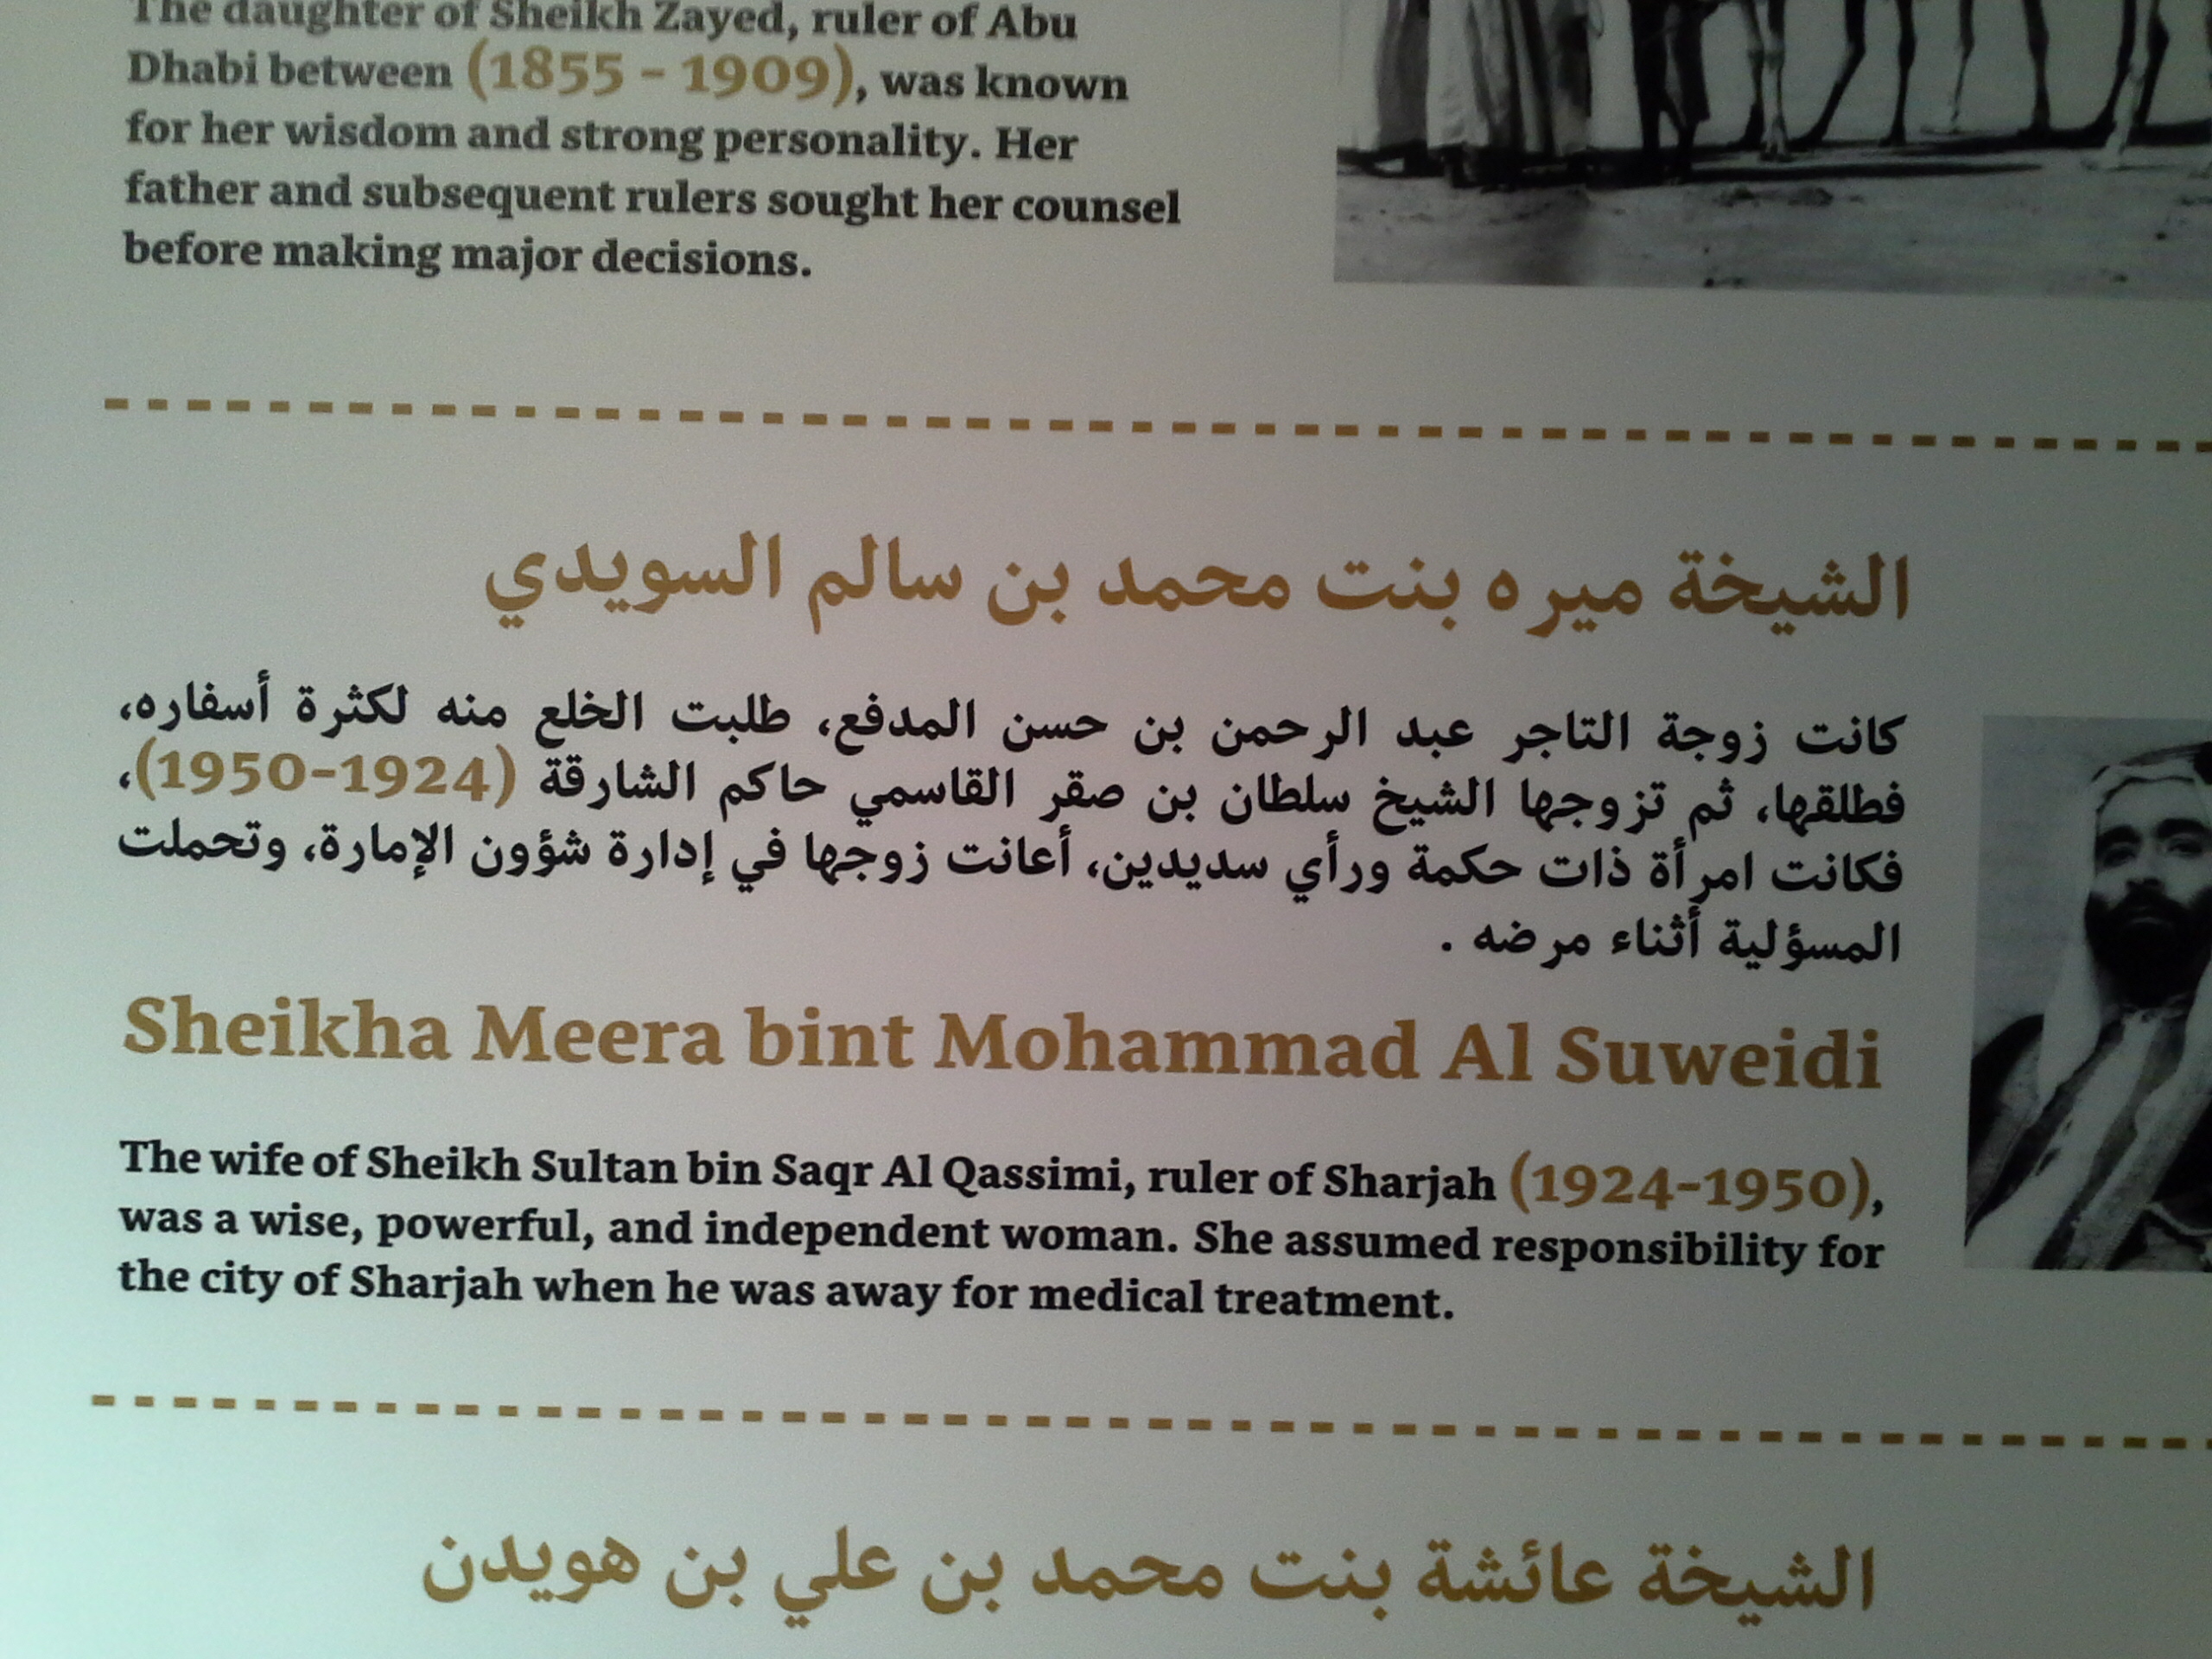 The daughter of Sheikh Zayed, ruler of Abu
Dhabi between (1855 - 1909), was known
for her wisdom and strong personality. Her
father and subsequent rulers sought her counsel
before making major decisions.
الشيخة ميره بنت محمد بن سالم السويدي
كانت زوجة التاجر عبد الرحمن بن حسن المدفع، طلبت الخلع منه لكثرة أسفاره،
فطلقها، ثم تزوجها الشيخ سلطان بن صقر القاسمي حاكم الشارقة (1924-1950)،
فكانت امرأة ذات حكمة ورأي سديدين، أعانت زوجها في إدارة شؤون الإمارة، وتحملت
المسؤلية أثناء مرضه .
Sheikha Meera bint Mohammad Al Suweidi
The wife of Sheikh Sultan bin Saqr Al Qassimi, ruler of Sharjah (1924-1950),
was a wise, powerful, and independent woman. She assumed responsibility for
the city of Sharjah when he was away for medical treatment.
الشيخة عائشة بنت محمد بن علي بن هويدن